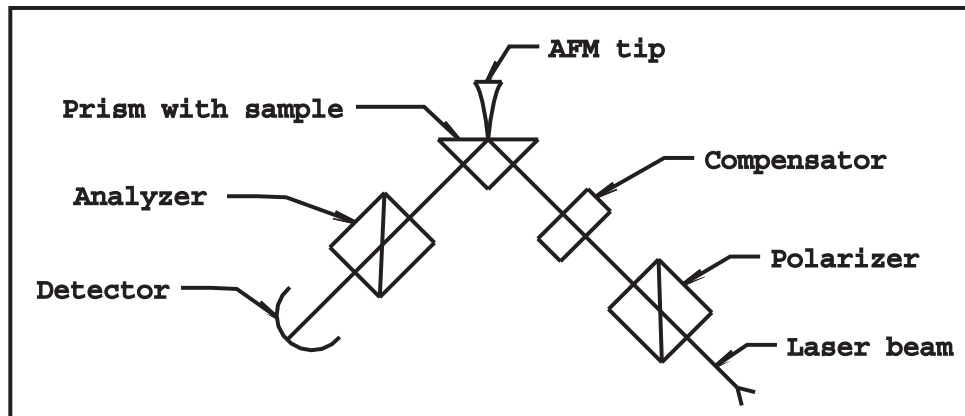 AFM tip
Prism with sample
Compensator
Analyzer
Polarizer
Detector
Laser beam